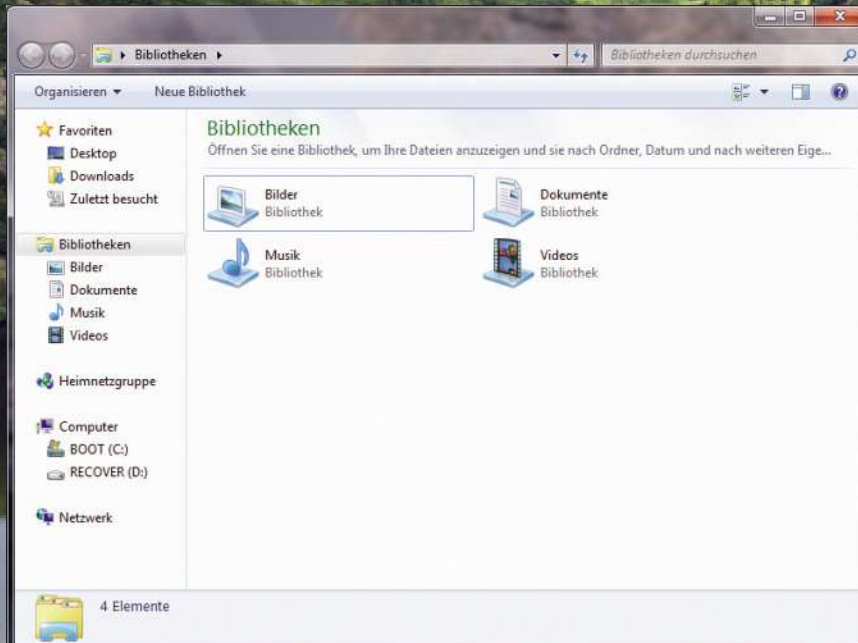 Bibliotheken
Bibliotheken durchsuchen
Organisieren Neue Bibliothek
Favoriten
Desktop
Downloads
Zuletzt besucht
Bibliotheken
Bilder
Dokumente
Musik
Videos
Heimnetzgruppe
Computer
BOOT (C:)
RECOVER (D:)
Netzwerk
Bibliotheken
Öffnen Sie eine Bibliothek, um Ihre Dateien anzuzeigen und sie nach Ordner, Datum und nach weiteren Eige...
Bilder
Bibliothek
Dokumente
Bibliothek
Musik
Bibliothek
Videos
Bibliothek
4 Elemente